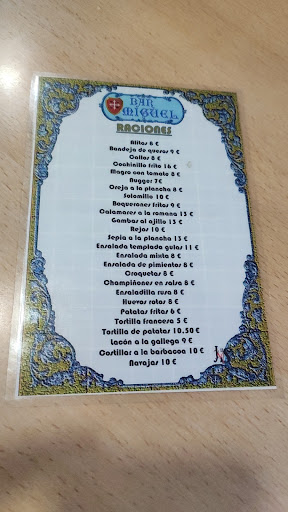 BAR
MIGUEL
RACIONES
Alitas 8 €
Bandeja de quesos 9 €
Callos 8 €
Cochinillo frito 16 €
Magro con tomate 8 €
Nugget 7€
Oreja a la plancha 8 €
Solomillo 10 €
Boquerones fritos 9 €
Calamares a la romana 13 €
Gambas al ajillo 13 €
Rejos 10 €
Sepia a la plancha 13 €
Ensalada templada gulas 11 €
Ensalada mixta 8 €
Ensalada de pimientos 8 €
Croquetas 8 €
Champiñones en salsa 8 €
Ensaladilla rusa 8 €
Huevos rotos 8 €
Patatas fritas 6 €
Tortilla francesa 5 €
Tortilla de patatas 10,50 €
Lacón a la gallega 9 €
Costillas a la barbacoa 10 €
Navajas 10 €